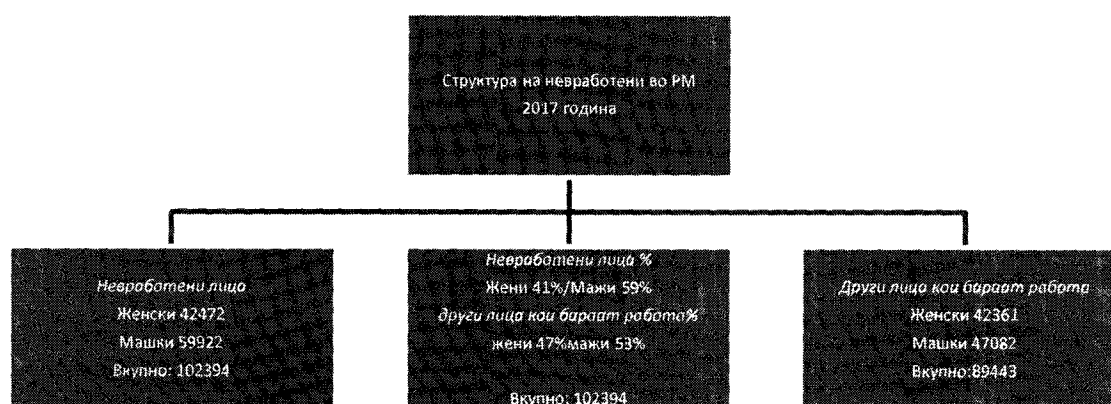 Структура на невработени во РМ
2017 година
Невработени лица
Женски 42472
Машки 59922
Вкупно: 102394
Невработени лица %
Жени 41%/Мажи 59%
други лица кои бараат работа%
жени 47%мажи 53%
Вкупно: 102394
Други лица кои бараат работа
Женски 42361
Машки 47082
Вкупно:89443